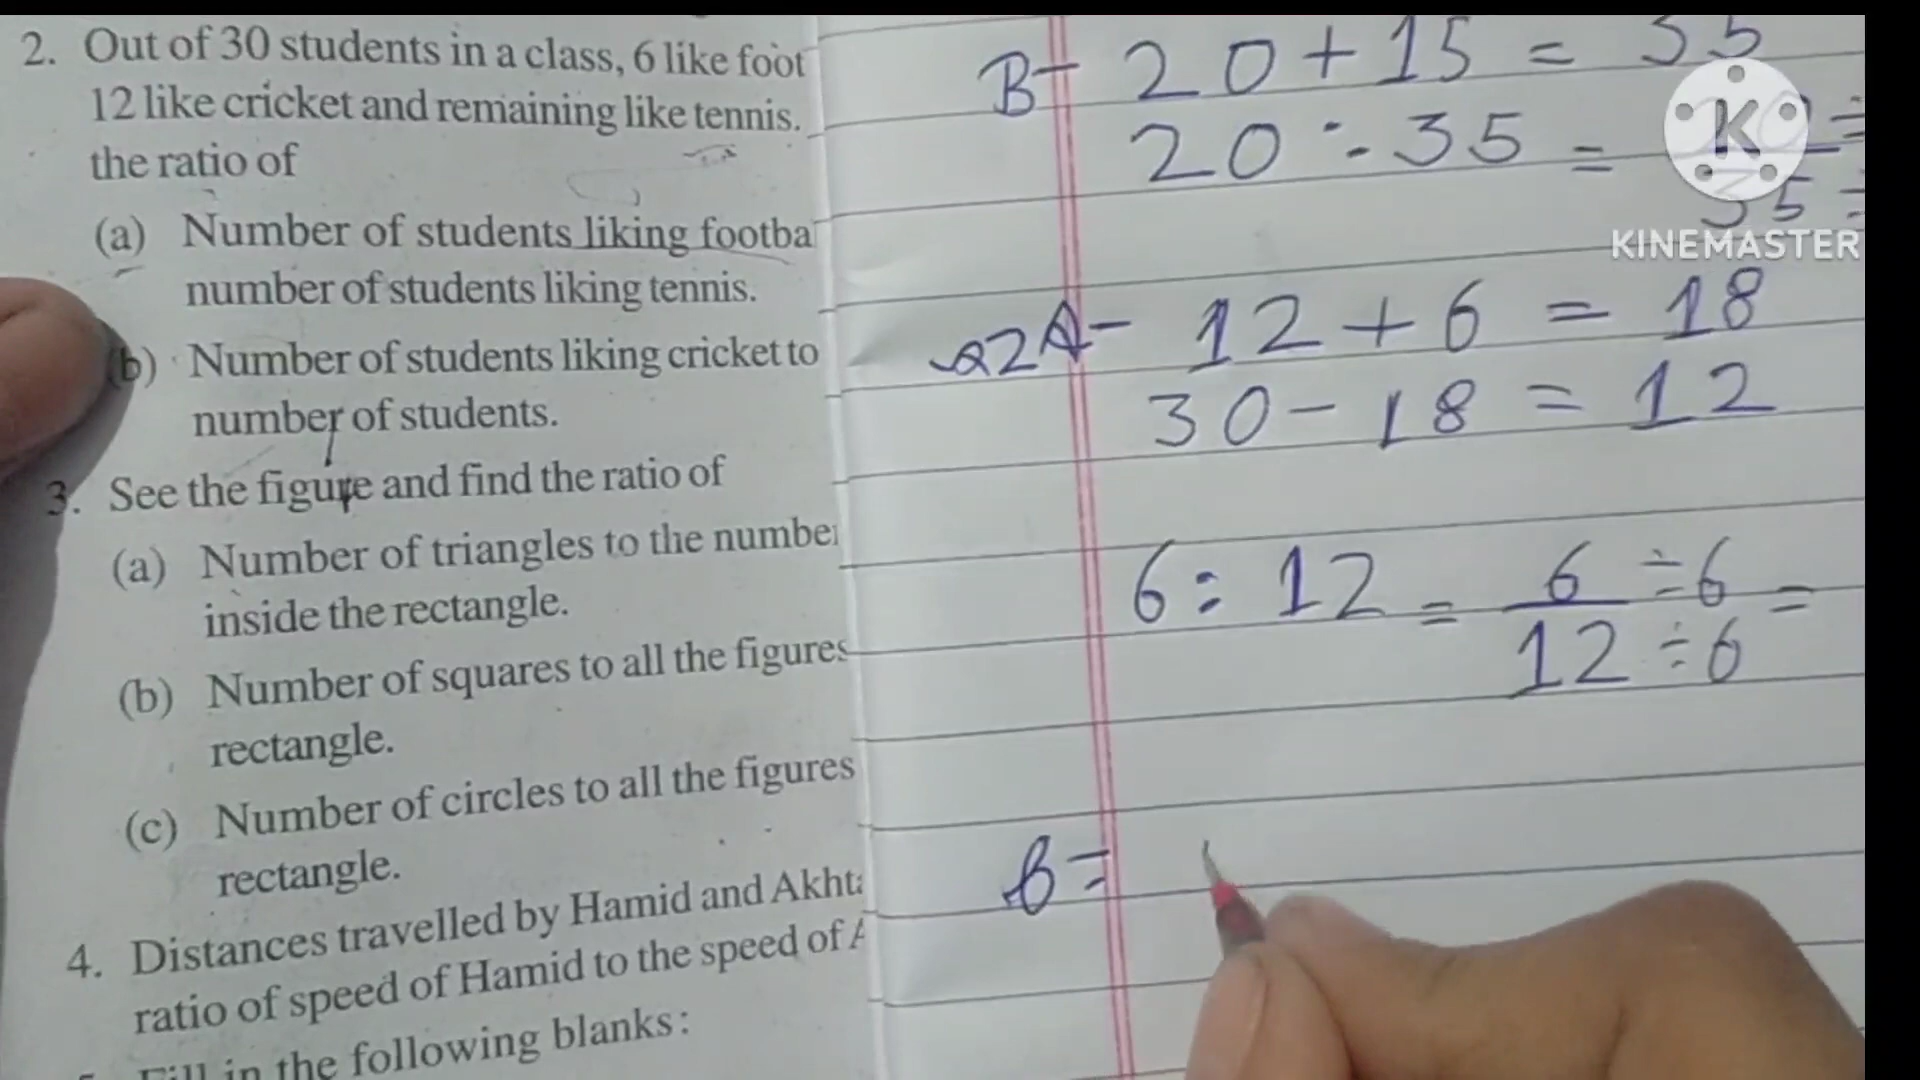 2. Out of 30 students in a class, 6 like foot
12 like cricket and remaining like tennis.
the ratio of
(a) Number of students liking footba
number of students liking tennis.
(b) Number of students liking cricket to
number of students.
3. See the figure and find the ratio of
(a) Number of triangles to the number
inside the rectangle.
(b) Number of squares to all the figures
rectangle.
(c) Number of circles to all the figures
rectangle.
4. Distances travelled by Hamid and Akhta
ratio of speed of Hamid to the speed of A
Fill in the following blanks:
B- 20 + 15 = 35
20 : 35 =
35
K
KINEMASTER
Q2A- 12 + 6 = 18
30 - 18 = 12
6 : 12 = 6 ÷ 6 =
12 ÷ 6
B =